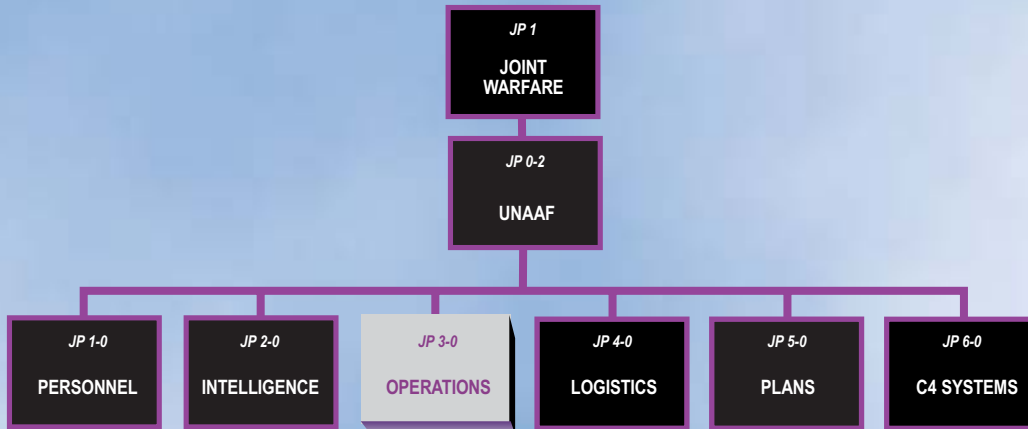 JP 1
JOINT
WARFARE
JP 0-2
UNAAF
JP 1-0
PERSONNEL
JP 2-0
INTELLIGENCE
JP 3-0
OPERATIONS
JP 4-0
LOGISTICS
JP 5-0
PLANS
JP 6-0
C4 SYSTEMS